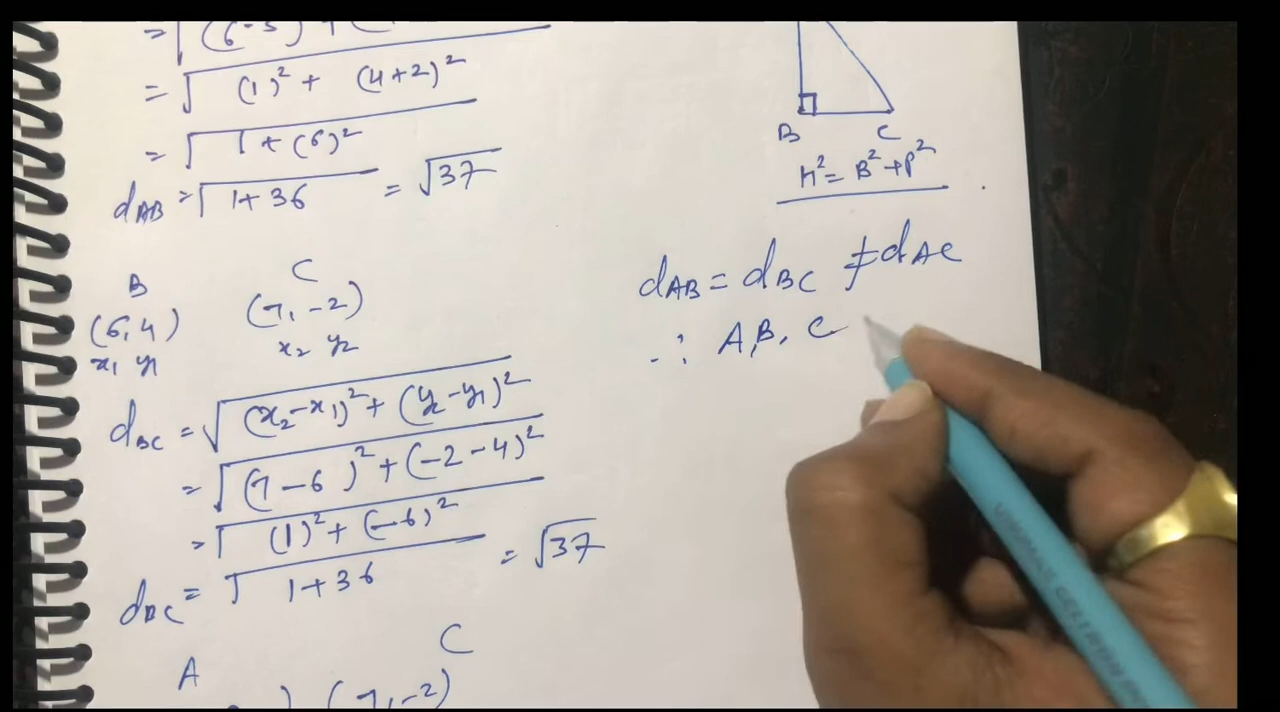 = √(6-5) + (
= √(1)² + (4+2)²
= √1 + (6)²
dAB = √1 + 36 = √37
B C
(6, 4) (7, -2)
x₁ y₁ x₂ y₂
dBC = √(x₂-x₁)² + (y₂-y₁)²
= √(7-6)² + (-2-4)²
= √(1)² + (-6)²
dBC = √1 + 36 = √37
A C
) (7, -2)
B C
h² = B² + P²
dAB = dBC ≠ dAC
∴ A, B, C